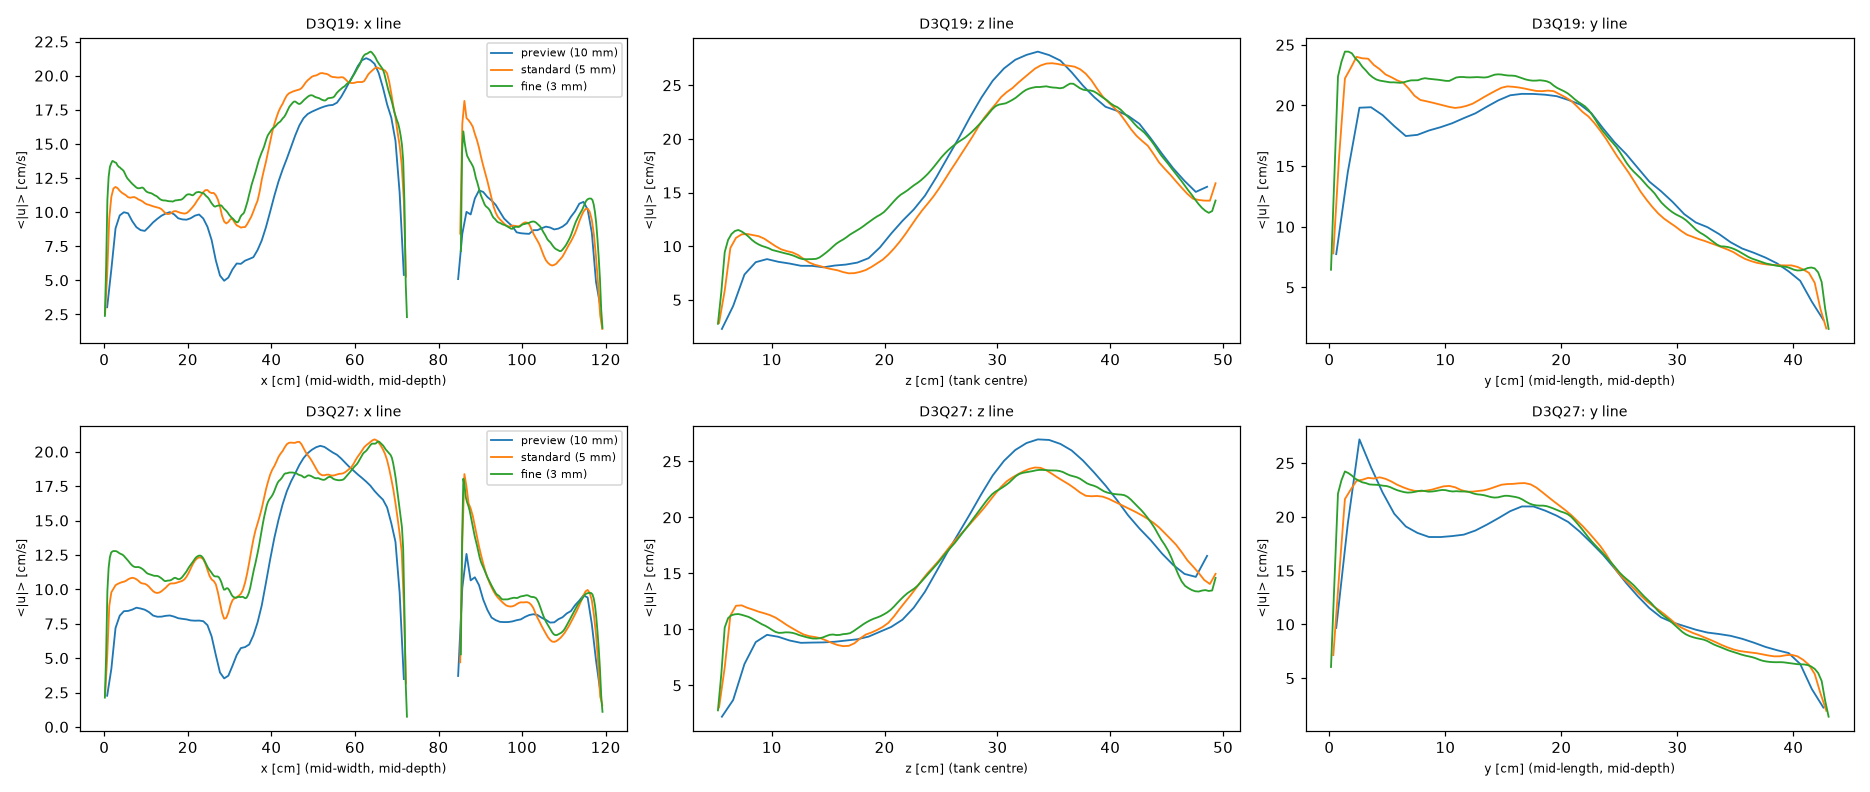 D3Q19: x line
D3Q19: z line
D3Q19: y line
<|u|> [cm/s]
22.5
20.0
17.5
15.0
12.5
10.0
7.5
5.0
2.5
preview (10 mm)
standard (5 mm)
fine (3 mm)
0 20 40 60 80 100 120
x [cm] (mid-width, mid-depth)
<|u|> [cm/s]
25
20
15
10
5
10 20 30 40 50
z [cm] (tank centre)
<|u|> [cm/s]
25
20
15
10
5
0 10 20 30 40
y [cm] (mid-length, mid-depth)
D3Q27: x line
D3Q27: z line
D3Q27: y line
<|u|> [cm/s]
20.0
17.5
15.0
12.5
10.0
7.5
5.0
2.5
0.0
preview (10 mm)
standard (5 mm)
fine (3 mm)
0 20 40 60 80 100 120
x [cm] (mid-width, mid-depth)
<|u|> [cm/s]
25
20
15
10
5
10 20 30 40 50
z [cm] (tank centre)
<|u|> [cm/s]
25
20
15
10
5
0 10 20 30 40
y [cm] (mid-length, mid-depth)